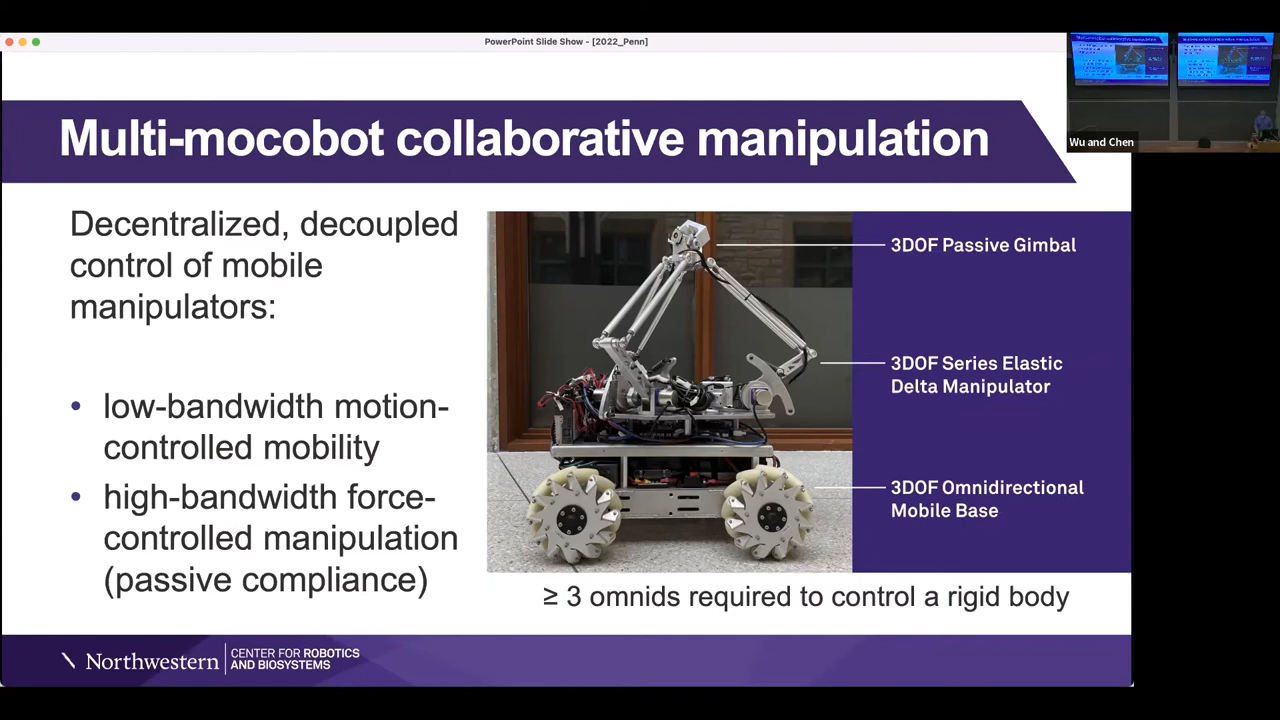 PowerPoint Slide Show - [2022_Penn]
Multi-mocobot collaborative manipulation
Wu and Chen
Decentralized, decoupled
control of mobile
manipulators:
• low-bandwidth motion-
controlled mobility
• high-bandwidth force-
controlled manipulation
(passive compliance)
3DOF Passive Gimbal
3DOF Series Elastic
Delta Manipulator
3DOF Omnidirectional
Mobile Base
≥ 3 omnids required to control a rigid body
Northwestern
CENTER FOR ROBOTICS
AND BIOSYSTEMS